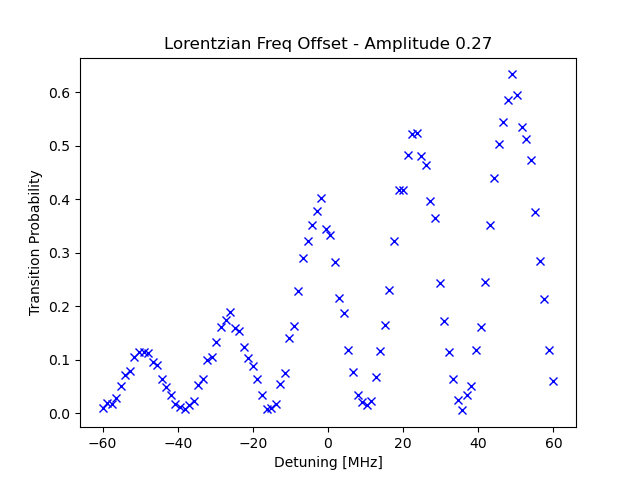 Lorentzian Freq Offset - Amplitude 0.27
Transition Probability
0.6
0.5
0.4
0.3
0.2
0.1
0.0
−60 −40 −20 0 20 40 60
Detuning [MHz]